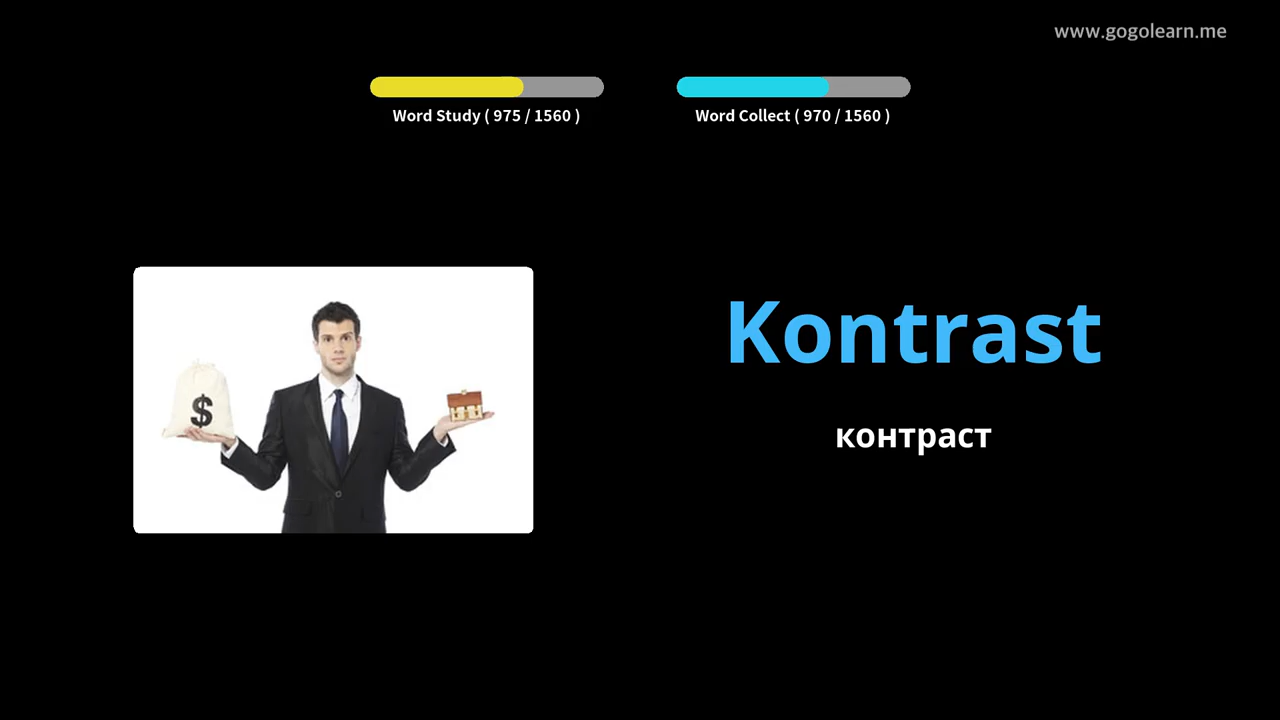 www.gogolearn.me
Word Study ( 975 / 1560 )
Word Collect ( 970 / 1560 )
$
Kontrast
контраст